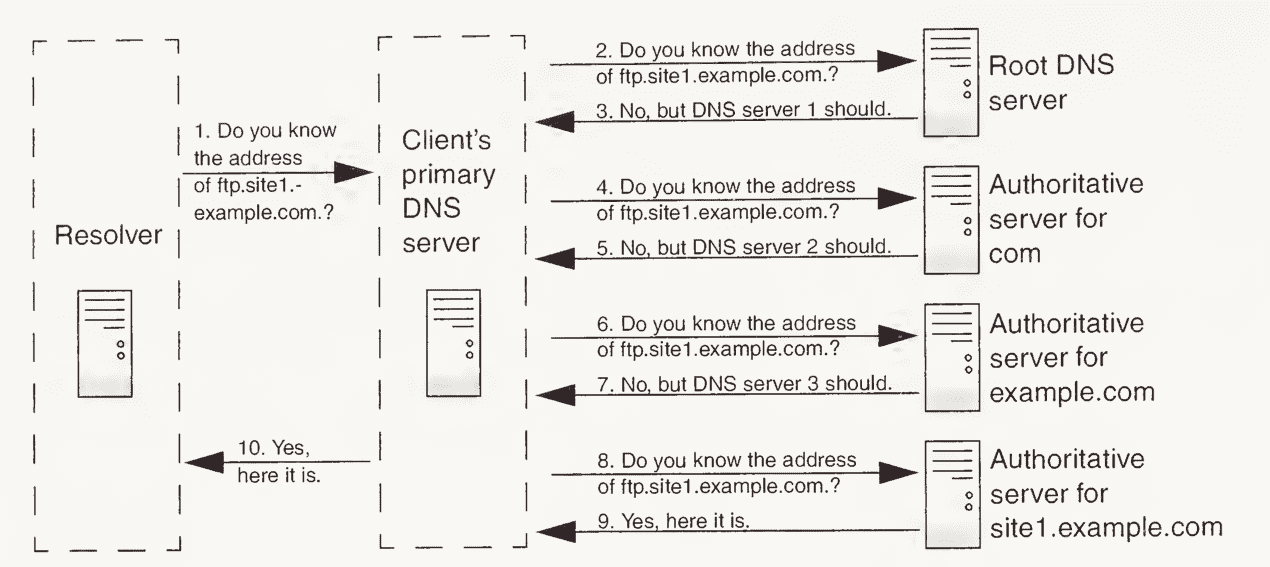 Resolver
1. Do you know
the address
of ftp.site1.-
example.com.?
10. Yes,
here it is.
Client's
primary
DNS
server
2. Do you know the address
of ftp.site1.example.com.?
3. No, but DNS server 1 should.
Root DNS
server
4. Do you know the address
of ftp.site1.example.com.?
5. No, but DNS server 2 should.
Authoritative
server for
com
6. Do you know the address
of ftp.site1.example.com.?
7. No, but DNS server 3 should.
Authoritative
server for
example.com
8. Do you know the address
of ftp.site1.example.com.?
9. Yes, here it is.
Authoritative
server for
site1.example.com